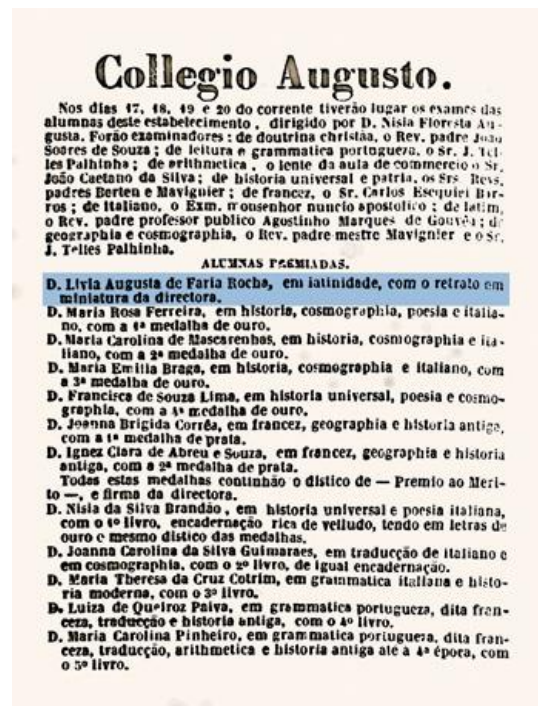 Collegio Augusto.
Nos dias 17, 18, 19 e 20 do corrente tiverão lugar os exames das
alumnas deste estabelecimento, dirigido por D. Nisia Floresta Au-
gusta. Forão examinadores: de doutrina christãa, o Rev. padre João
Soares de Souza; de leitura e grammatica portugueza, o Sr. J. Tel-
les Palhinha; de arithmetica, o lente da aula de commercio o Sr.
João Caetano da Silva; de historia universal e patria, os Srs. Revs.
padres Berten e Mavignier; de francez, o Sr. Carlos Esequiel Bar-
ros; de italiano, o Exm. monsenhor nuncio apostolico; de latim,
o Rev. padre professor publico Agostinho Marques de Gouvêa; de
geographia e cosmographia, o Rev. padre mestre Mavignier e o Sr.
J. Telles Palhinha.
ALUMNAS PREMIADAS.
D. Livia Augusta de Faria Rocha, em latinidade, com o retrato em
miniatura da directora.
D. Maria Rosa Ferreira, em historia, cosmographia, poesia e italia-
no, com a 1ª medalha de ouro.
D. Maria Carolina de Mascarenhas, em historia, cosmographia e ita-
liano, com a 2ª medalha de ouro.
D. Maria Emilia Braga, em historia, cosmographia e italiano, com
a 3ª medalha de ouro.
D. Francisca de Souza Lima, em historia universal, poesia e cosmo-
graphia, com a 4ª medalha de ouro.
D. Joanna Brigida Corrêa, em francez, geographia e historia antiga,
com a 1ª medalha de prata.
D. Ignez Clara de Abreu e Souza, em francez, geographia e historia
antiga, com a 2ª medalha de prata.
Todas estas medalhas continhão o distico de — Premio ao Meri-
to —, e firma da directora.
D. Nisia da Silva Brandão, em historia universal e poesia italiana,
com o 1º livro, encadernação rica de velludo, tendo em letras de
ouro e mesmo distico das medalhas.
D. Joanna Carolina da Silva Guimaraes, em traducção de italiano e
em cosmographia, com o 2º livro, de igual encadernação.
D. Maria Theresa da Cruz Cotrim, em grammatica italiana e histo-
ria moderna, com o 3º livro.
D. Luiza de Queiroz Paiva, em grammatica portugueza, dita fran-
ceza, traducção e historia antiga, com o 4º livro.
D. Maria Carolina Pinheiro, em grammatica portugueza, dita fran-
ceza, traducção, arithmetica e historia antiga até a 4ª época, com
o 5º livro.